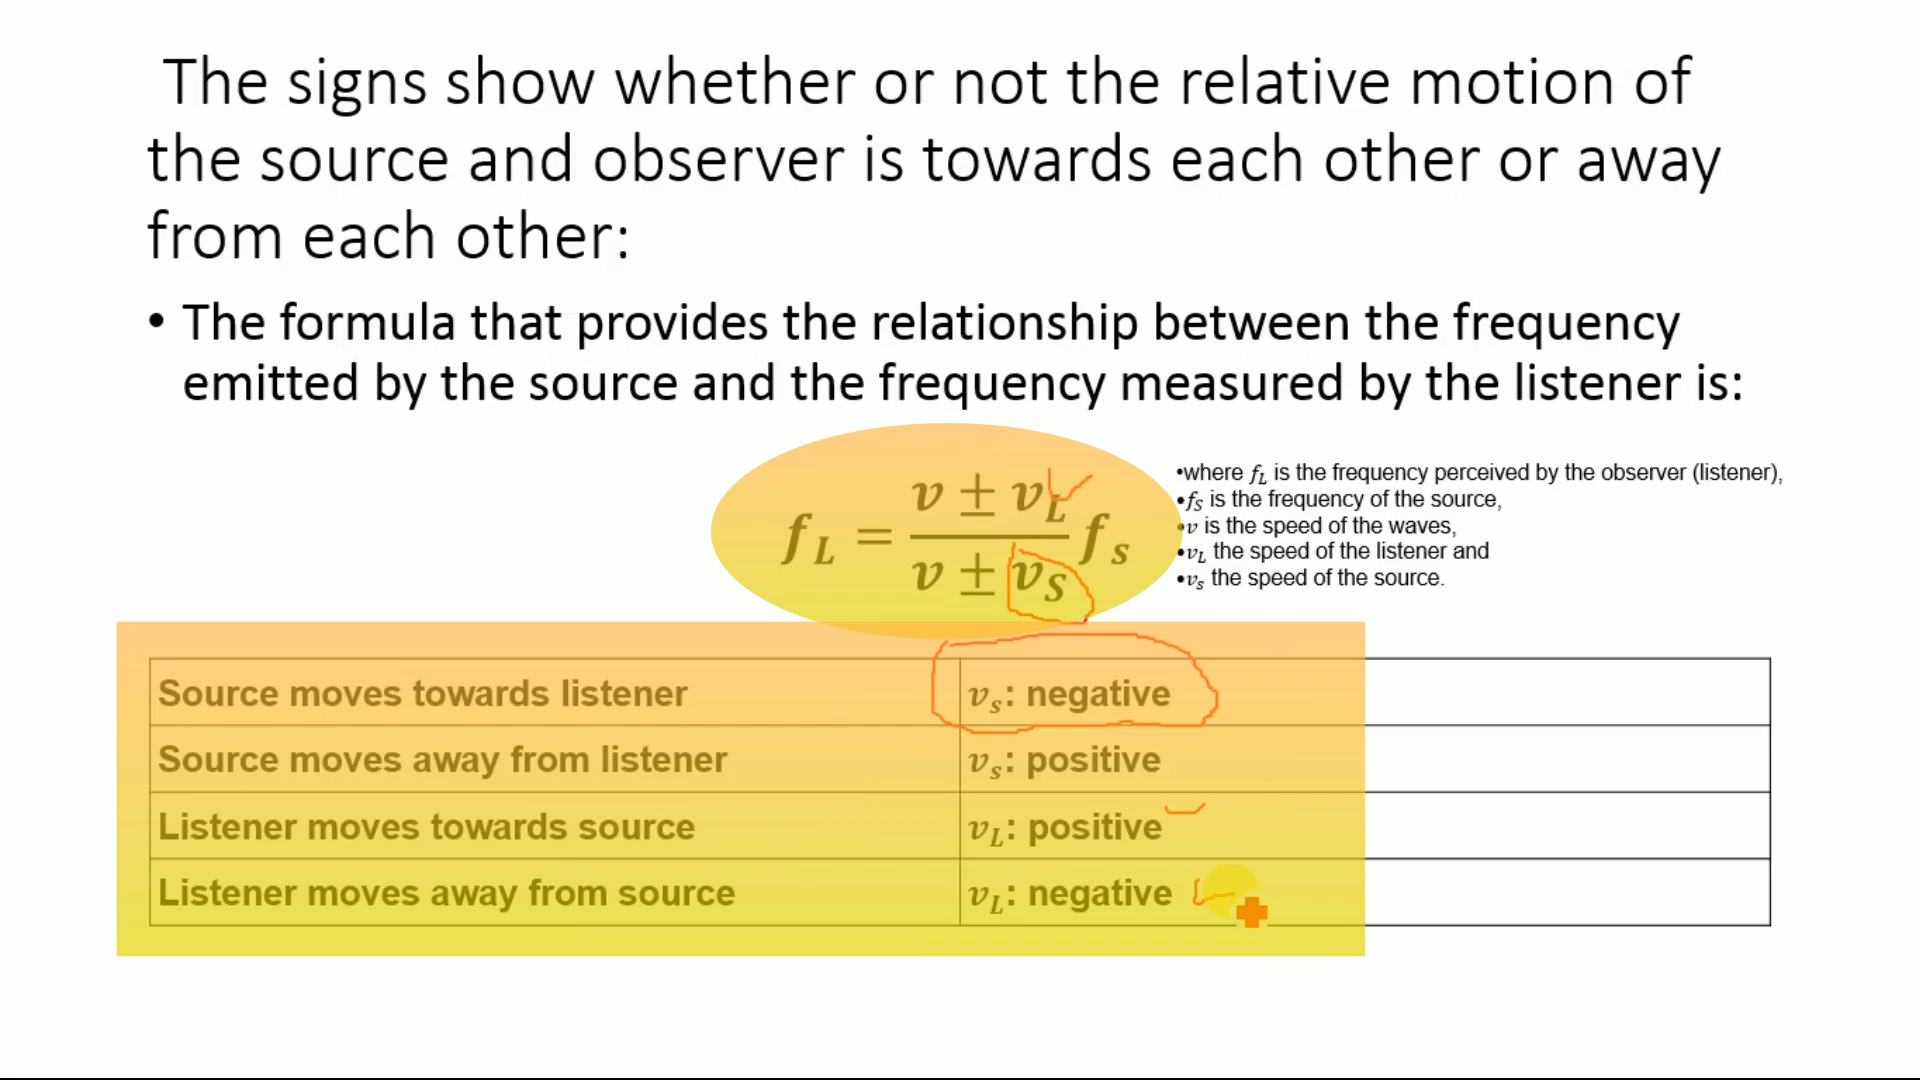 The signs show whether or not the relative motion of
the source and observer is towards each other or away
from each other:
• The formula that provides the relationship between the frequency
emitted by the source and the frequency measured by the listener is:
f_L = (v ± v_L)/(v ± v_S) f_s
•where f_L is the frequency perceived by the observer (listener),
•f_S is the frequency of the source,
•v is the speed of the waves,
•v_L the speed of the listener and
•v_s the speed of the source.
Source moves towards listener v_s: negative
Source moves away from listener v_s: positive
Listener moves towards source v_L: positive
Listener moves away from source v_L: negative